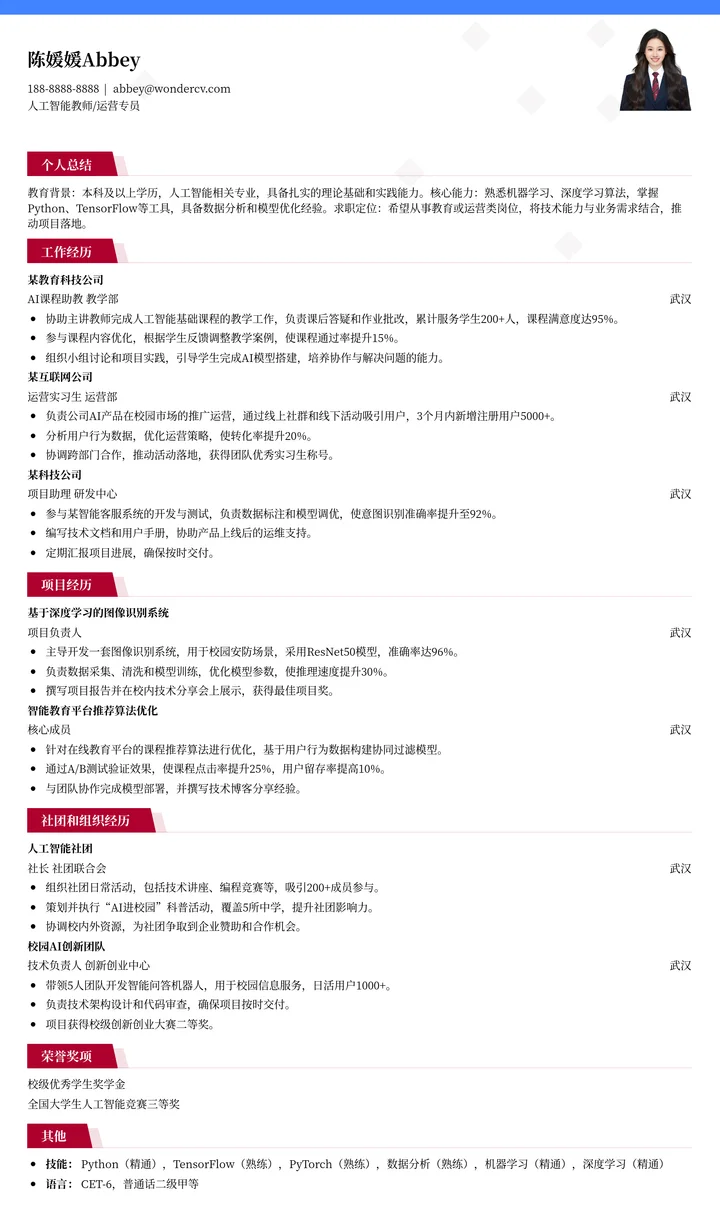 陈媛媛Abbey
188-8888-8888 | abbey@wondercv.com
人工智能教师/运营专员
个人总结
教育背景：本科及以上学历，人工智能相关专业，具备扎实的理论基础和实践能力。核心能力：熟悉机器学习、深度学习算法，掌握
Python、TensorFlow等工具，具备数据分析和模型优化经验。求职定位：希望从事教育或运营类岗位，将技术能力与业务需求结合，推
动项目落地。
工作经历
某教育科技公司
AI课程助教 教学部 武汉
• 协助主讲教师完成人工智能基础课程的教学工作，负责课后答疑和作业批改，累计服务学生200+人，课程满意度达95%。
• 参与课程内容优化，根据学生反馈调整教学案例，使课程通过率提升15%。
• 组织小组讨论和项目实践，引导学生完成AI模型搭建，培养协作与解决问题的能力。
某互联网公司
运营实习生 运营部 武汉
• 负责公司AI产品在校园市场的推广运营，通过线上社群和线下活动吸引用户，3个月内新增注册用户5000+。
• 分析用户行为数据，优化运营策略，使转化率提升20%。
• 协调跨部门合作，推动活动落地，获得团队优秀实习生称号。
某科技公司
项目助理 研发中心 武汉
• 参与某智能客服系统的开发与测试，负责数据标注和模型调优，使意图识别准确率提升至92%。
• 编写技术文档和用户手册，协助产品上线后的运维支持。
• 定期汇报项目进展，确保按时交付。
项目经历
基于深度学习的图像识别系统
项目负责人 武汉
• 主导开发一套图像识别系统，用于校园安防场景，采用ResNet50模型，准确率达96%。
• 负责数据采集、清洗和模型训练，优化模型参数，使推理速度提升30%。
• 撰写项目报告并在校内技术分享会上展示，获得最佳项目奖。
智能教育平台推荐算法优化
核心成员 武汉
• 针对在线教育平台的课程推荐算法进行优化，基于用户行为数据构建协同过滤模型。
• 通过A/B测试验证效果，使课程点击率提升25%，用户留存率提高10%。
• 与团队协作完成模型部署，并撰写技术博客分享经验。
社团和组织经历
人工智能社团
社长 社团联合会 武汉
• 组织社团日常活动，包括技术讲座、编程竞赛等，吸引200+成员参与。
• 策划并执行“AI进校园”科普活动，覆盖5所中学，提升社团影响力。
• 协调校内外资源，为社团争取到企业赞助和合作机会。
校园AI创新团队
技术负责人 创新创业中心 武汉
• 带领5人团队开发智能问答机器人，用于校园信息服务，日活用户1000+。
• 负责技术架构设计和代码审查，确保项目按时交付。
• 项目获得校级创新创业大赛二等奖。
荣誉奖项
校级优秀学生奖学金
全国大学生人工智能竞赛三等奖
其他
• 技能： Python（精通），TensorFlow（熟练），PyTorch（熟练），数据分析（熟练），机器学习（精通），深度学习（精通）
• 语言： CET-6，普通话二级甲等